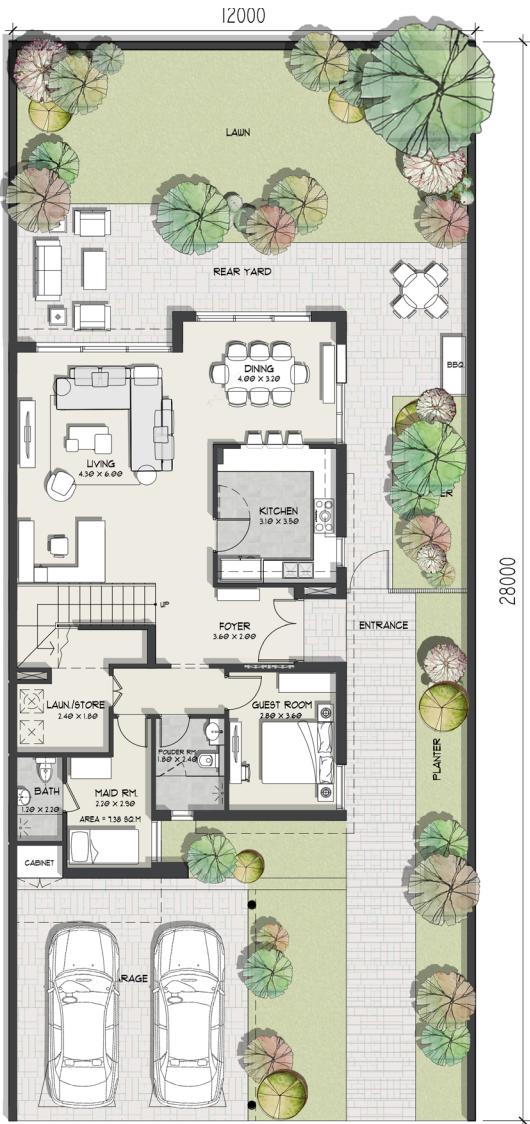 12000
LAWN
REAR YARD
DINING
4.00 X 3.20
BBQ
LIVING
4.30 X 6.00
KITCHEN
3.10 X 3.50
ER
28000
UP
FOYER
3.60 X 2.00
ENTRANCE
LAUN./STORE
2.40 X 1.80
GUEST ROOM
2.80 X 3.60
PLANTER
POWDER RM.
1.80 X 2.40
BATH
1.20 X 2.20
MAID RM.
2.20 X 2.90
AREA = 7.38 SQ.M
CABINET
ARAGE